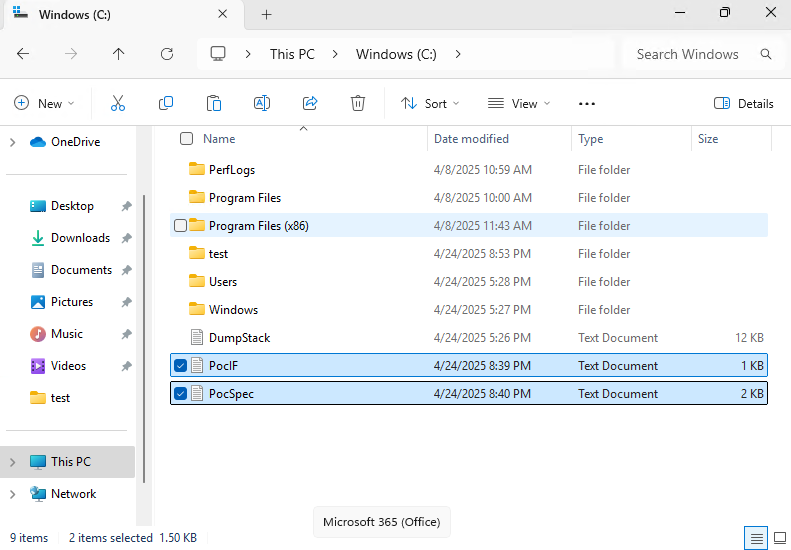 Windows (C:)
This PC
Windows (C:)
Search Windows
New
Sort
View
Details
OneDrive
Desktop
Downloads
Documents
Pictures
Music
Videos
test
This PC
Network
Name Date modified Type Size
PerfLogs 4/8/2025 10:59 AM File folder
Program Files 4/8/2025 10:00 AM File folder
Program Files (x86) 4/8/2025 11:43 AM File folder
test 4/24/2025 8:53 PM File folder
Users 4/24/2025 5:28 PM File folder
Windows 4/24/2025 5:27 PM File folder
DumpStack 4/24/2025 5:26 PM Text Document 12 KB
PocIF 4/24/2025 8:39 PM Text Document 1 KB
PocSpec 4/24/2025 8:40 PM Text Document 2 KB
Microsoft 365 (Office)
9 items 2 items selected 1.50 KB